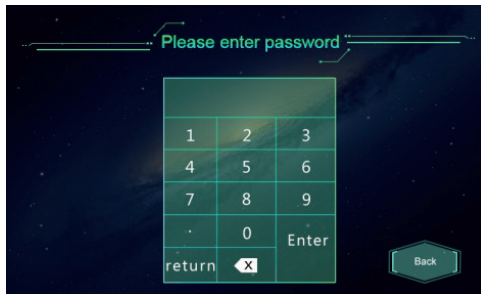 Please enter password
1 2 3
4 5 6
7 8 9
. 0 Enter
return X
Back